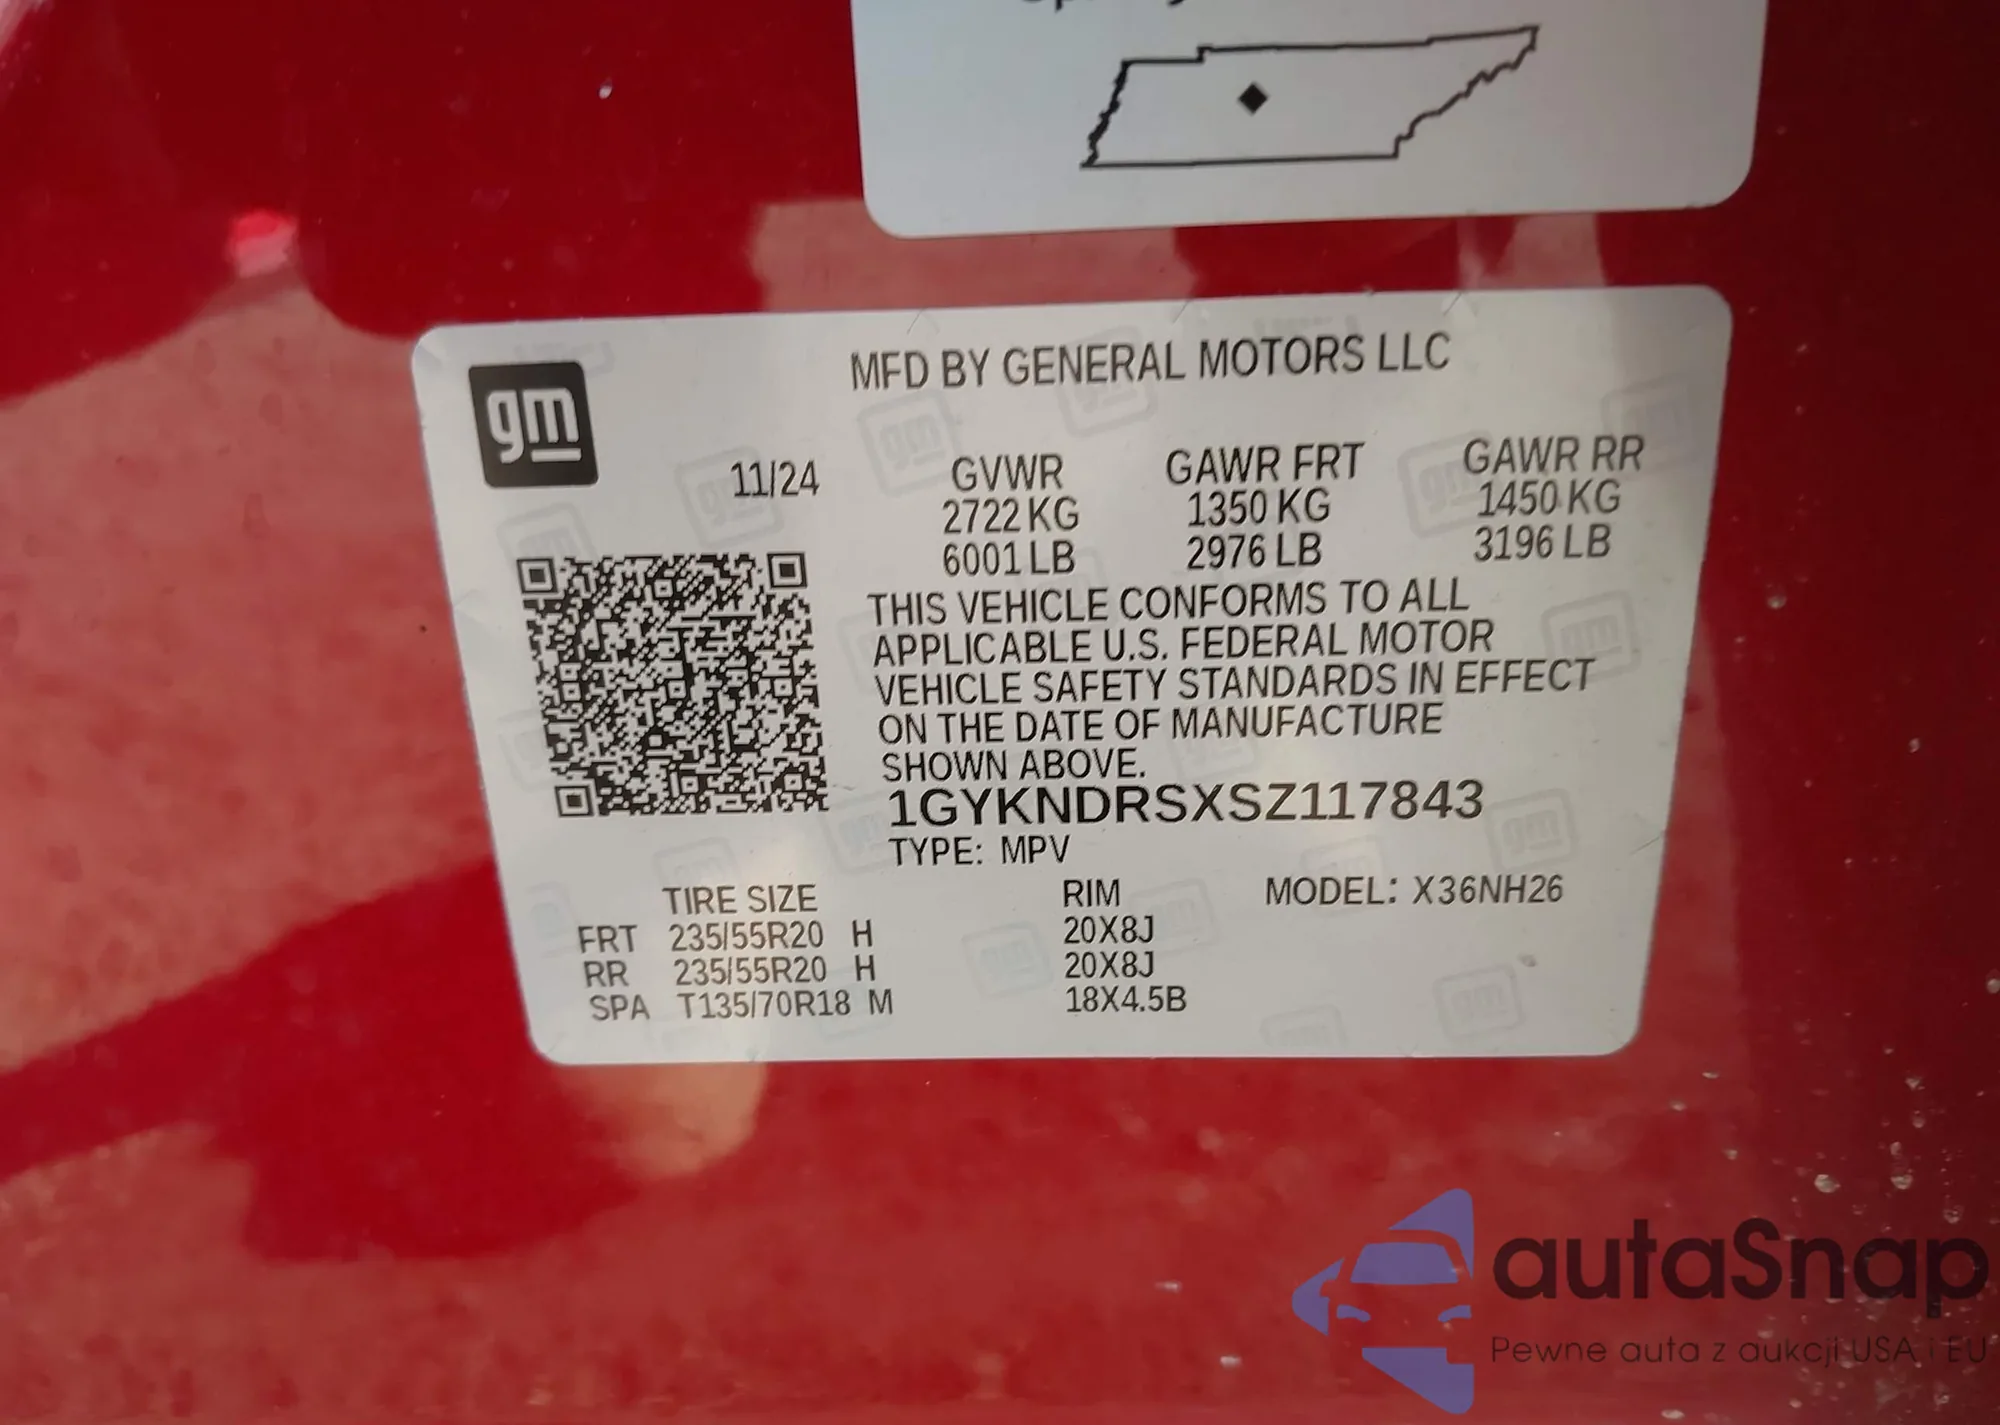 gm
MFD BY GENERAL MOTORS LLC
11/24 GVWR GAWR FRT GAWR RR
2722 KG 1350 KG 1450 KG
6001 LB 2976 LB 3196 LB
THIS VEHICLE CONFORMS TO ALL
APPLICABLE U.S. FEDERAL MOTOR
VEHICLE SAFETY STANDARDS IN EFFECT
ON THE DATE OF MANUFACTURE
SHOWN ABOVE.
1GYKNDRSXSZ117843
TYPE: MPV
TIRE SIZE RIM MODEL: X36NH26
FRT 235/55R20 H 20X8J
RR 235/55R20 H 20X8J
SPA T135/70R18 M 18X4.5B
autaSnap
Pewne auta z aukcji USA i EU